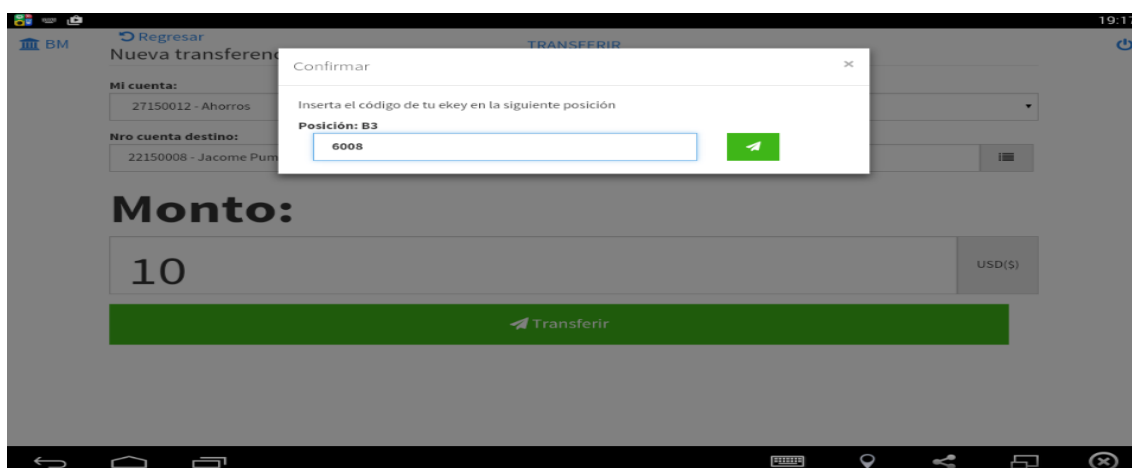 19:17
BM
Regresar
TRANSFERIR
Nueva transferenc
Mi cuenta:
27150012 - Ahorros
Nro cuenta destino:
22150008 - Jacome Pum
Confirmar
×
Inserta el código de tu ekey en la siguiente posición
Posición: B3
6008
Monto:
10
USD($)
Transferir